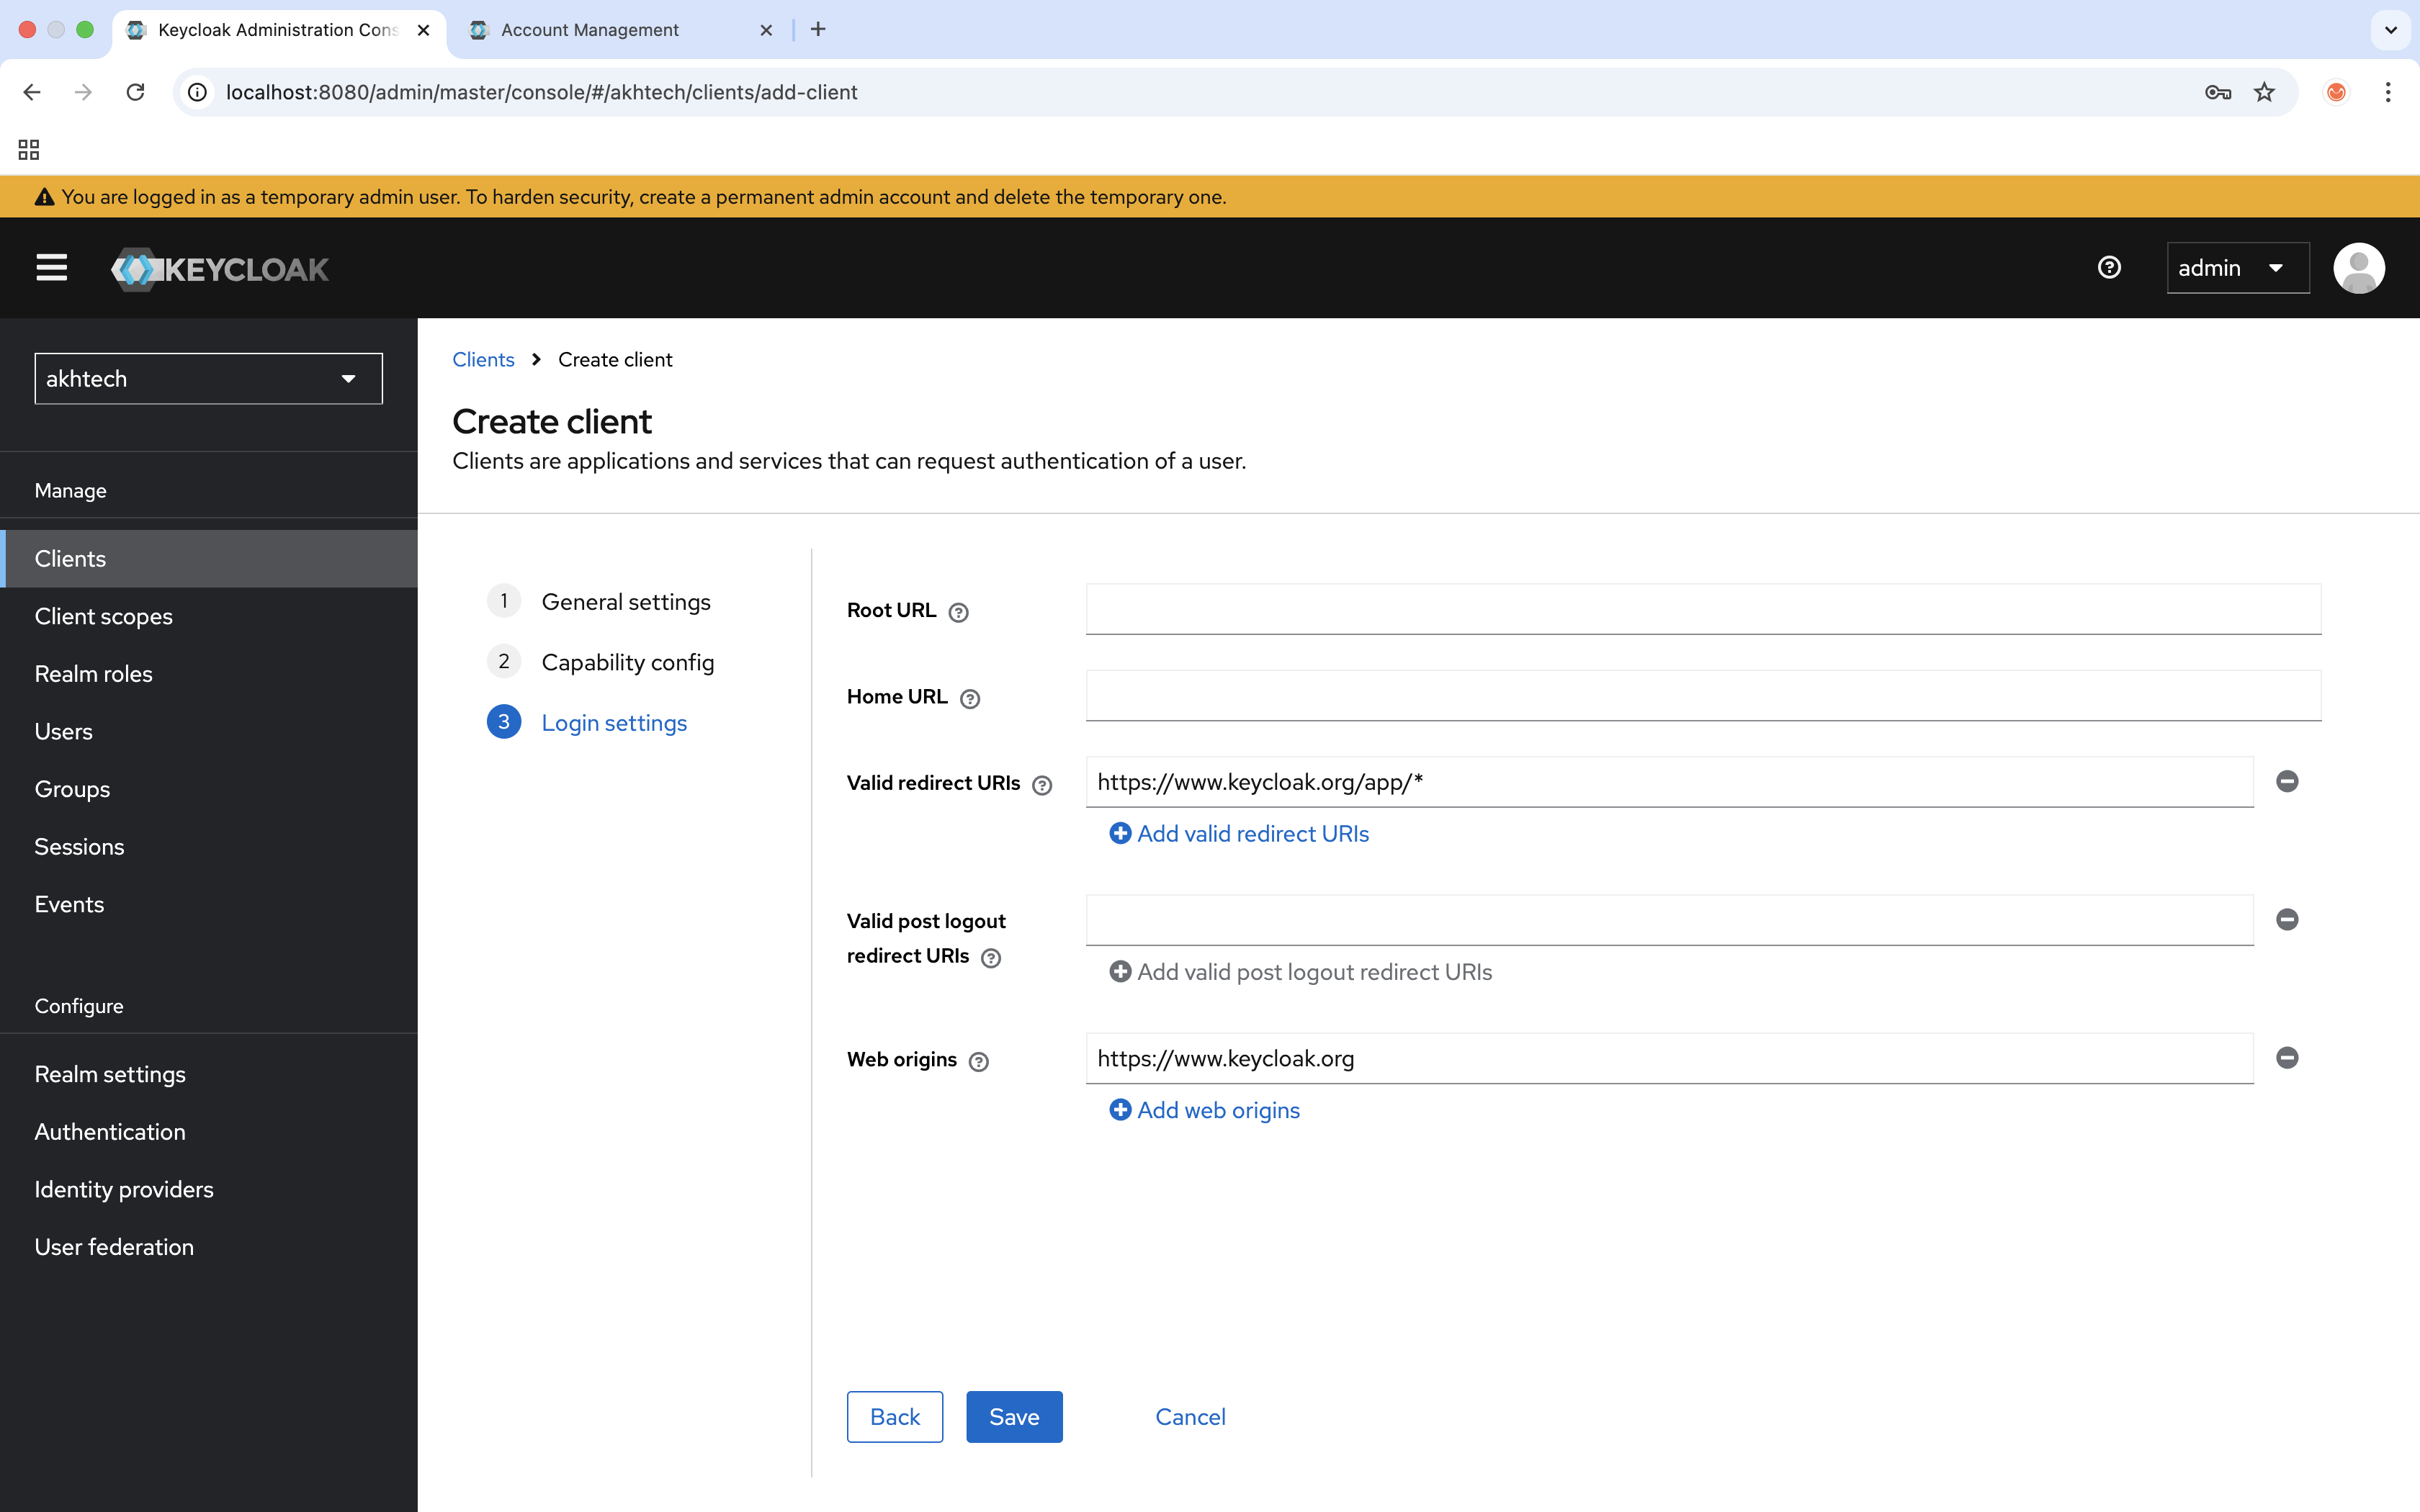 Keycloak Administration Cons
Account Management
localhost:8080/admin/master/console/#/akhtech/clients/add-client
You are logged in as a temporary admin user. To harden security, create a permanent admin account and delete the temporary one.
KEYCLOAK
admin
akhtech
Manage
Clients
Client scopes
Realm roles
Users
Groups
Sessions
Events
Configure
Realm settings
Authentication
Identity providers
User federation
Clients > Create client
Create client
Clients are applications and services that can request authentication of a user.
1 General settings
2 Capability config
3 Login settings
Root URL
Home URL
Valid redirect URIs
https://www.keycloak.org/app/*
Add valid redirect URIs
Valid post logout
redirect URIs
Add valid post logout redirect URIs
Web origins
https://www.keycloak.org
Add web origins
Back Save Cancel